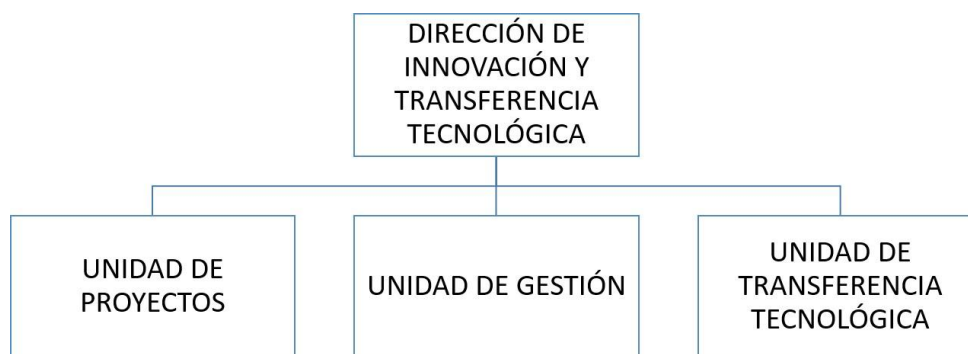 DIRECCIÓN DE
INNOVACIÓN Y
TRANSFERENCIA
TECNOLÓGICA
UNIDAD DE
PROYECTOS
UNIDAD DE GESTIÓN
UNIDAD DE
TRANSFERENCIA
TECNOLÓGICA